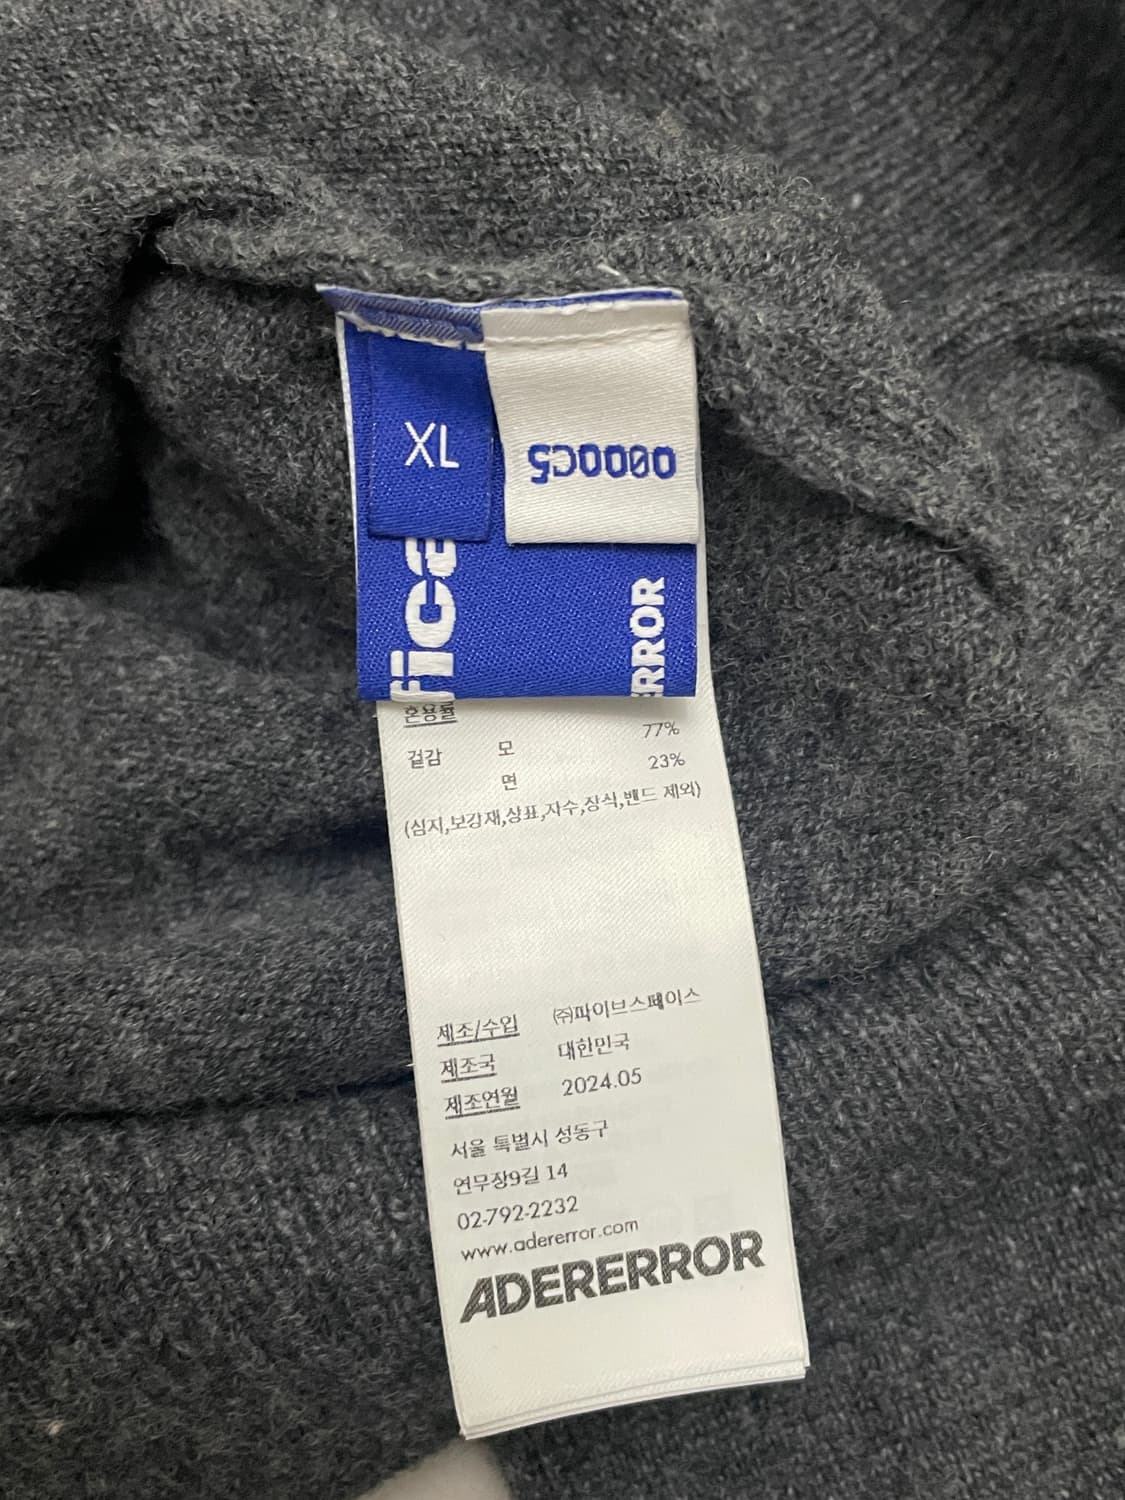 XL
0000C5
fice
ERROR
혼용률
겉감 모 77%
면 23%
(심지,보강재,상표,자수,장식,밴드 제외)
제조/수입 ㈜파이브스페이스
제조국 대한민국
제조연월 2024.05
서울 특별시 성동구
연무장9길 14
02-792-2232
www.adererror.com
ADERERROR